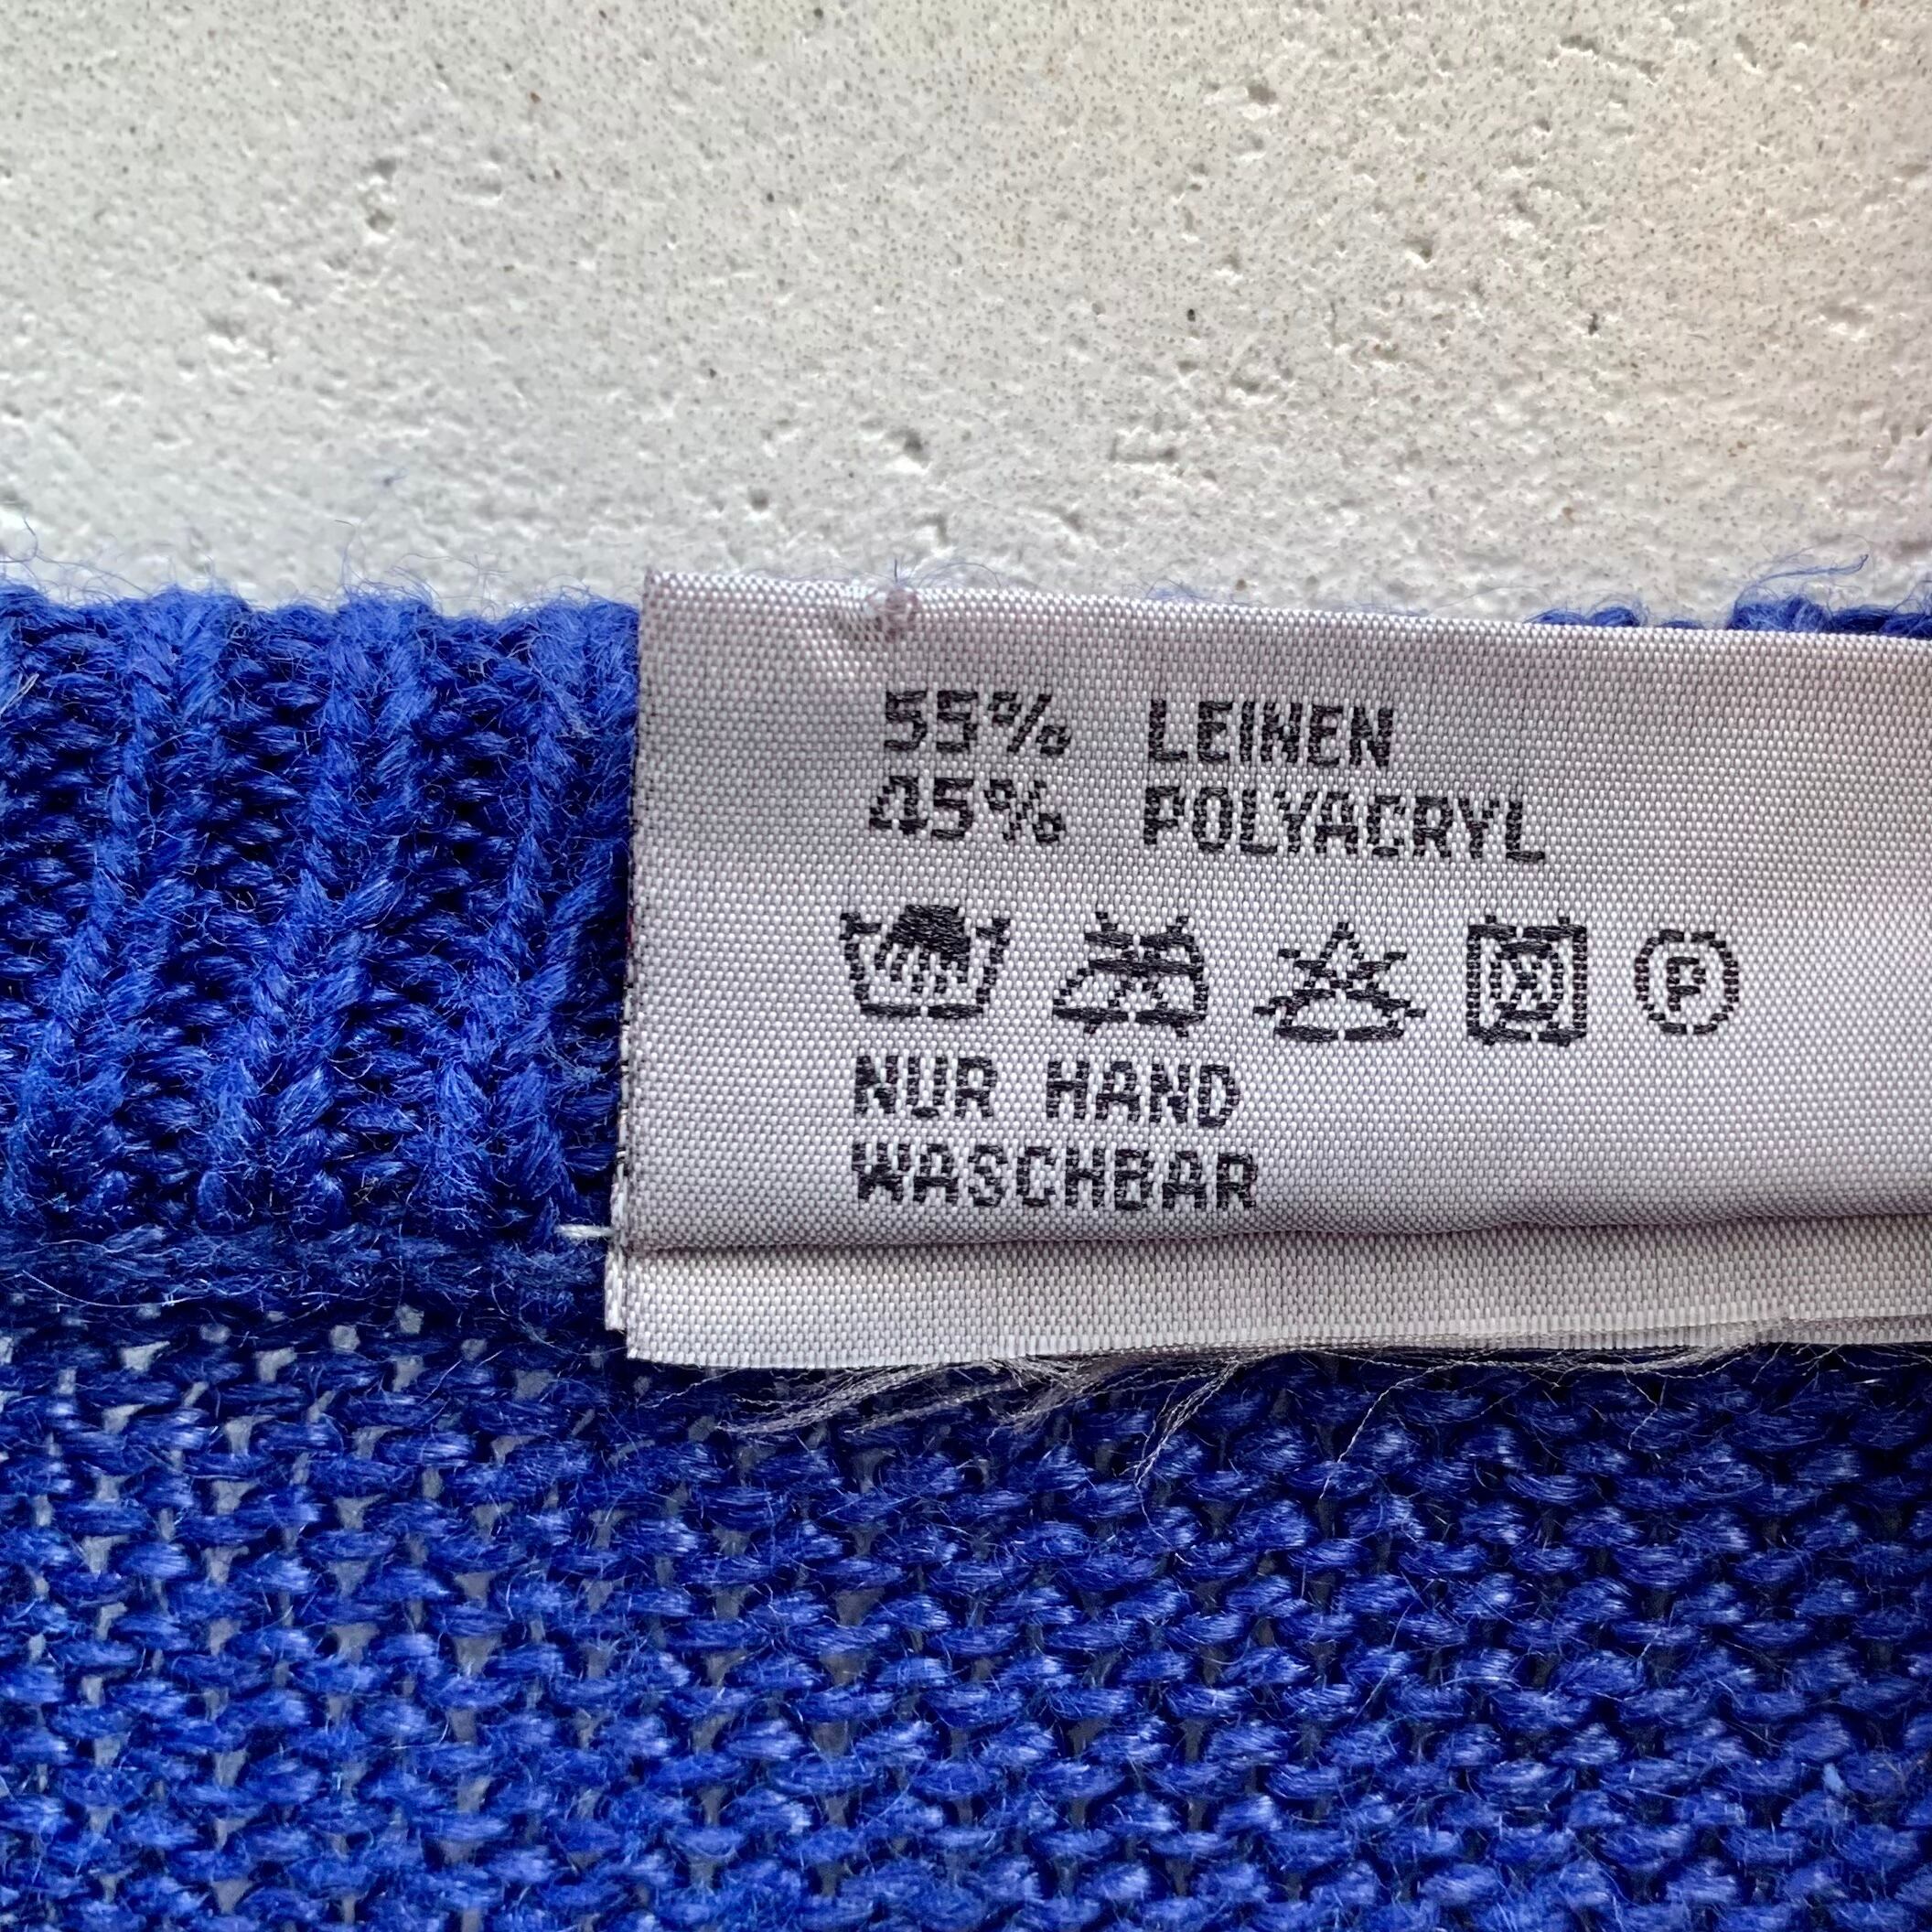 55% LEINEN
45% POLYACRYL
P
NUR HAND
WASCHBAR